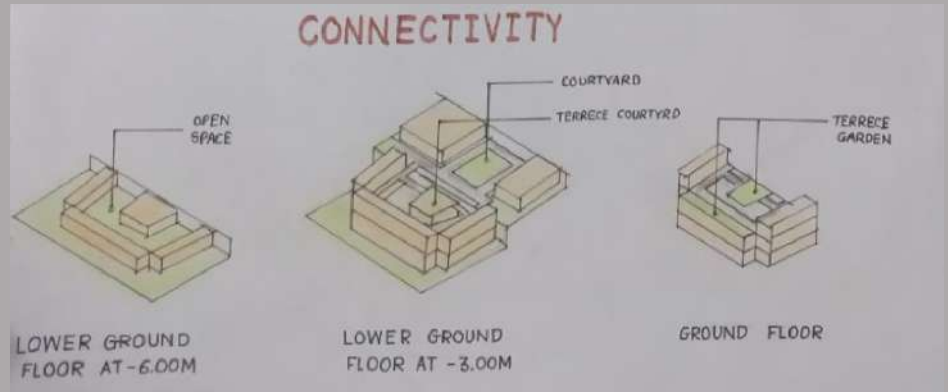 CONNECTIVITY
OPEN
SPACE
COURTYARD
TERRECE COURTYRD
TERRECE
GARDEN
LOWER GROUND
FLOOR AT -6.00M
LOWER GROUND
FLOOR AT -3.00M
GROUND FLOOR